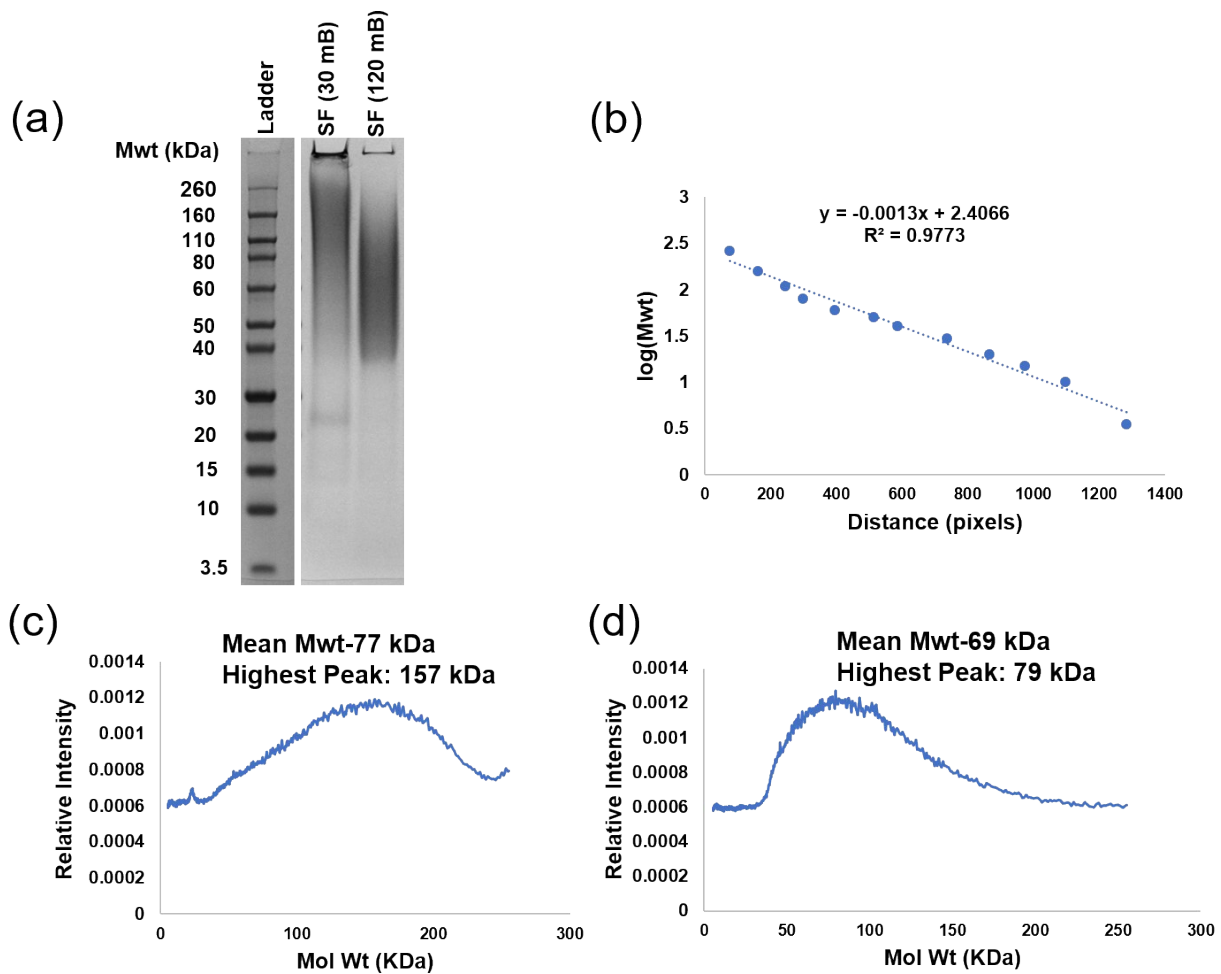 (a)
Ladder
SF (30 mB)
SF (120 mB)
Mwt (kDa)
260
160
110
80
60
50
40
30
20
15
10
3.5
(b)
y = -0.0013x + 2.4066
R² = 0.9773
log(Mwt)
3
2.5
2
1.5
1
0.5
0
0 200 400 600 800 1000 1200 1400
Distance (pixels)
(c)
Mean Mwt-77 kDa
Highest Peak: 157 kDa
Relative Intensity
0.0014
0.0012
0.001
0.0008
0.0006
0.0004
0.0002
0
0 100 200 300
Mol Wt (KDa)
(d)
Mean Mwt-69 kDa
Highest Peak: 79 kDa
Relative Intensity
0.0014
0.0012
0.001
0.0008
0.0006
0.0004
0.0002
0
0 50 100 150 200 250 300
Mol Wt (KDa)